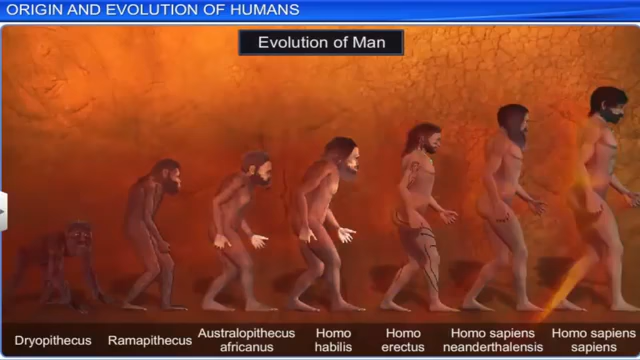 ORIGIN AND EVOLUTION OF HUMANS
Evolution of Man
Dryopithecus
Ramapithecus
Australopithecus
africanus
Homo
habilis
Homo
erectus
Homo sapiens
neanderthalensis
Homo sapiens
sapiens